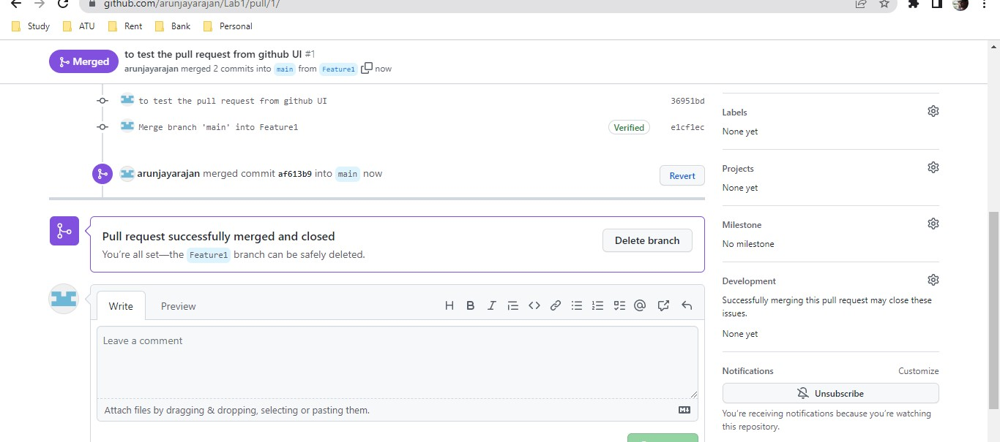 github.com/arunjayarajan/Lab1/pull/1/
Study ATU Rent Bank Personal
Merged
to test the pull request from github UI #1
arunjayarajan merged 2 commits into main from Feature1 now
to test the pull request from github UI 36951bd
Merge branch 'main' into Feature1 Verified e1cf1ec
arunjayarajan merged commit af613b9 into main now Revert
Pull request successfully merged and closed
You're all set—the Feature1 branch can be safely deleted.
Delete branch
Write Preview
Leave a comment
Attach files by dragging & dropping, selecting or pasting them.
Labels
None yet
Projects
None yet
Milestone
No milestone
Development
Successfully merging this pull request may close these
issues.
None yet
Notifications Customize
Unsubscribe
You're receiving notifications because you're watching
this repository.